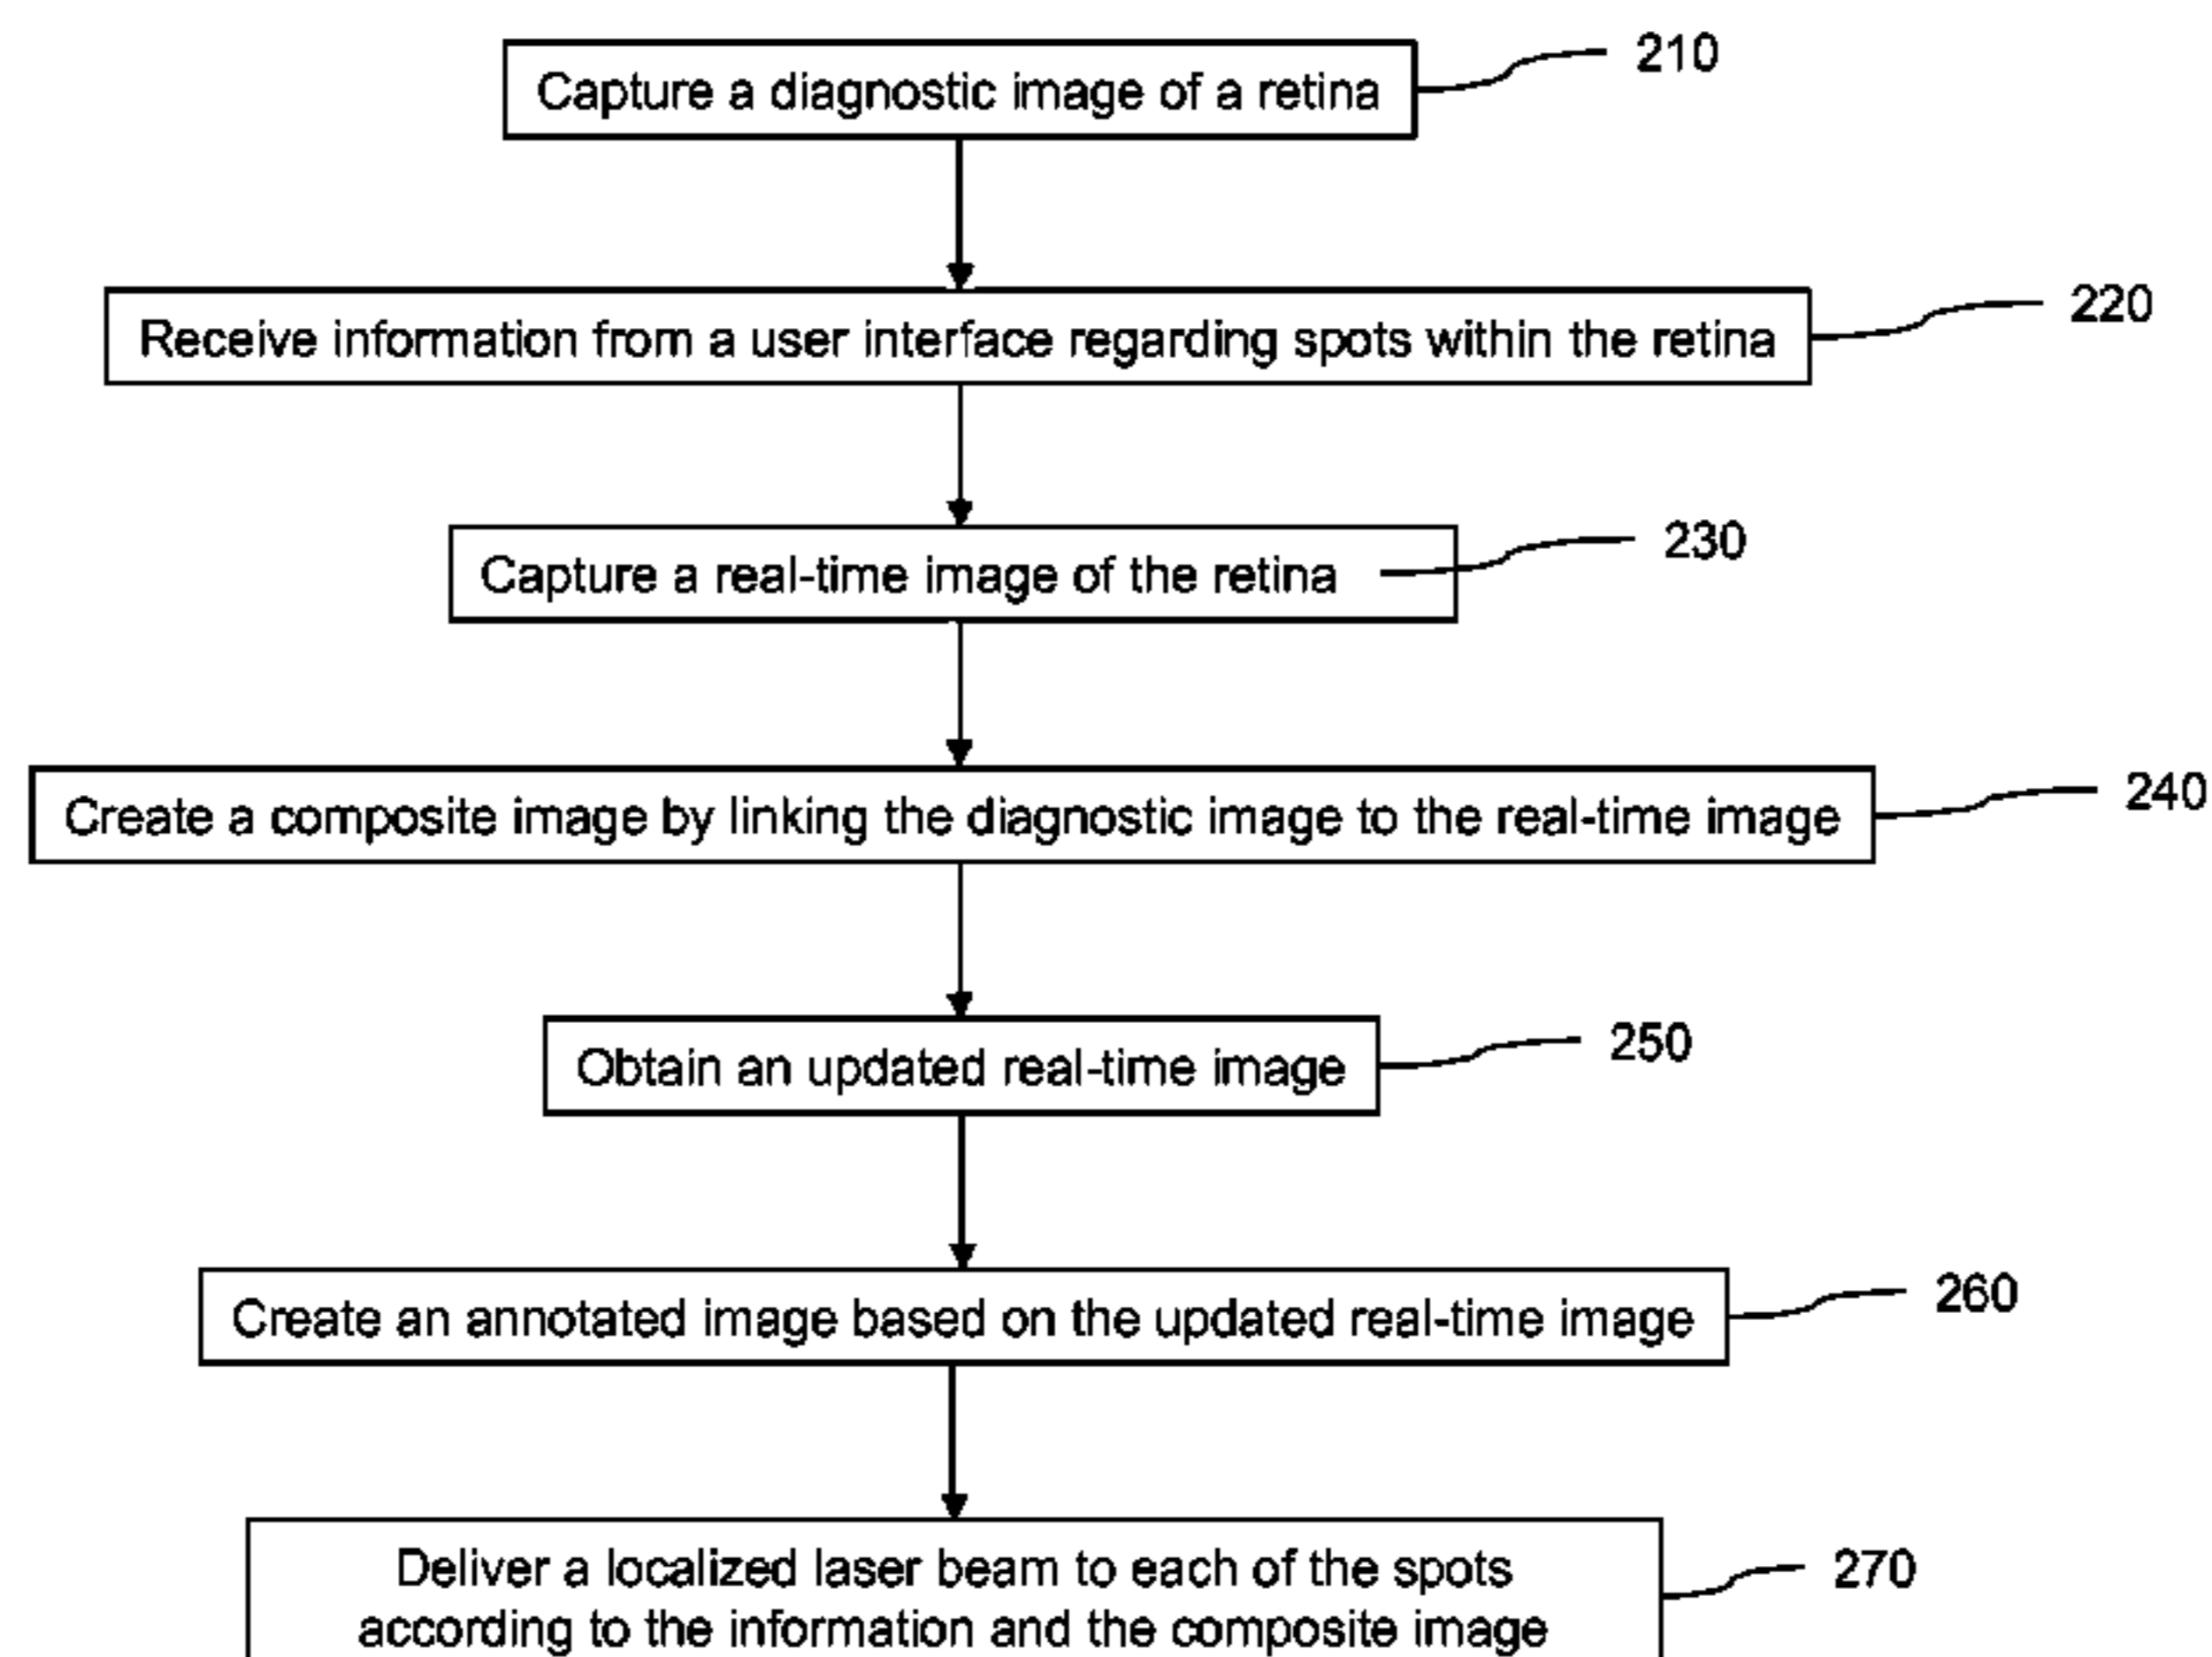 Capture a diagnostic image of a retina
210
Receive information from a user interface regarding spots within the retina
220
Capture a real-time image of the retina
230
Create a composite image by linking the diagnostic image to the real-time image
240
Obtain an updated real-time image
250
Create an annotated image based on the updated real-time image
260
Deliver a localized laser beam to each of the spots
according to the information and the composite image
270